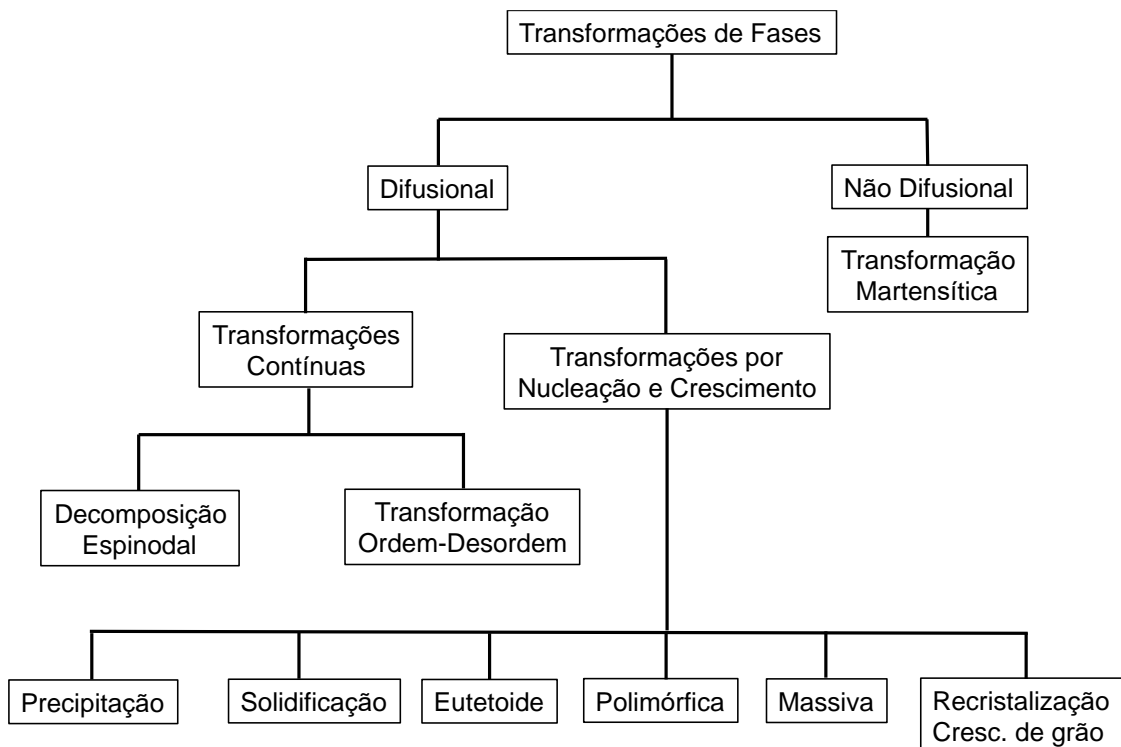 Transformações de Fases
Difusional
Não Difusional
Transformação
Martensítica
Transformações
Contínuas
Transformações por
Nucleação e Crescimento
Decomposição
Espinodal
Transformação
Ordem-Desordem
Precipitação
Solidificação
Eutetoide
Polimórfica
Massiva
Recristalização
Cresc. de grão